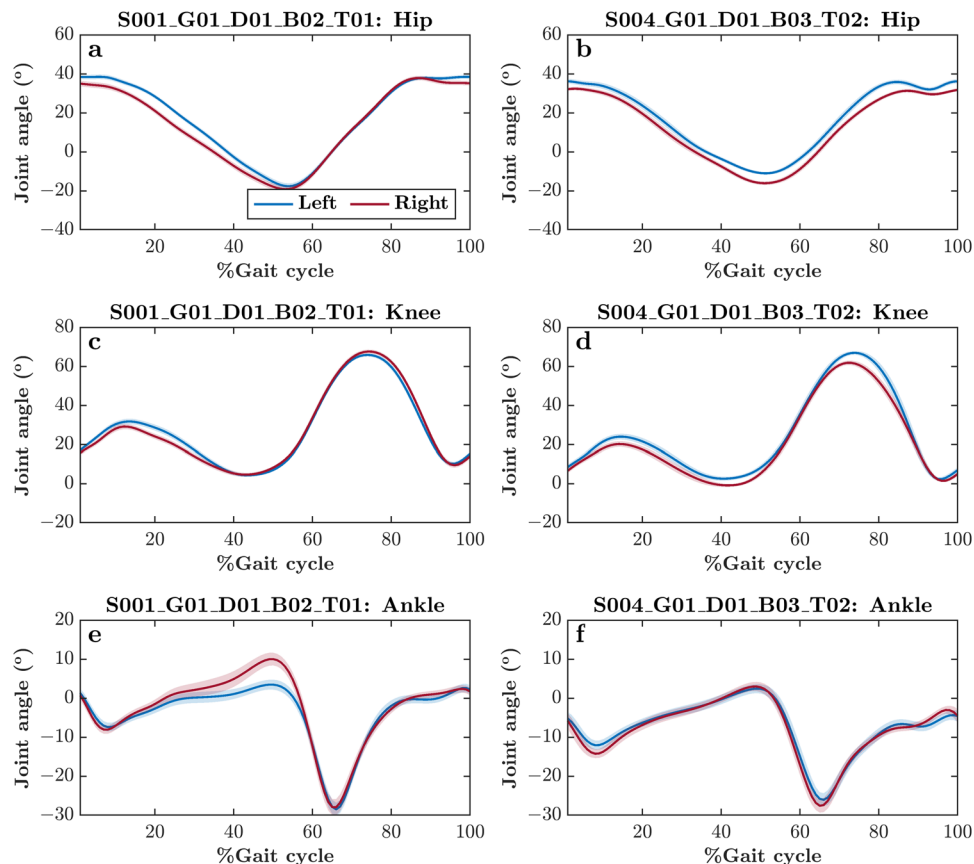 S001_G01_D01_B02_T01: Hip
a
Joint angle (º)
60
40
20
0
−20
−40
Left
Right
20
40
60
80
100
%Gait cycle
S004_G01_D01_B03_T02: Hip
b
Joint angle (º)
60
40
20
0
−20
−40
20
40
60
80
100
%Gait cycle
S001_G01_D01_B02_T01: Knee
c
Joint angle (º)
80
60
40
20
0
−20
20
40
60
80
100
%Gait cycle
S004_G01_D01_B03_T02: Knee
d
Joint angle (º)
80
60
40
20
0
−20
20
40
60
80
100
%Gait cycle
S001_G01_D01_B02_T01: Ankle
e
Joint angle (º)
20
10
0
−10
−20
−30
20
40
60
80
100
%Gait cycle
S004_G01_D01_B03_T02: Ankle
f
Joint angle (º)
20
10
0
−10
−20
−30
20
40
60
80
100
%Gait cycle